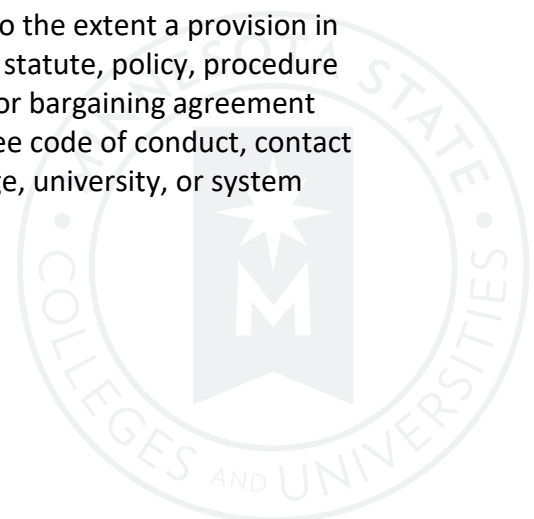 o the extent a provision in
statute, policy, procedure
or bargaining agreement
ee code of conduct, contact
ge, university, or system
MINNESOTA STATE
COLLEGES AND UNIVERSITIES
M